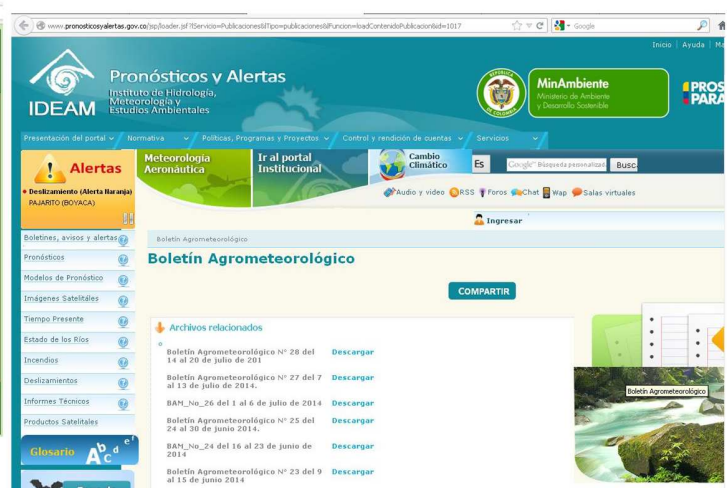 www.pronosticosyalertas.gov.co/jsp/loader.jsf?lServicio=Publicaciones&lTipo=publicaciones&lFuncion=loadContenidoPublicacion&id=1017
Google
Inicio | Ayuda | Ma
IDEAM
Pronósticos y Alertas
Instituto de Hidrología,
Meteorología y
Estudios Ambientales
MinAmbiente
Ministerio de Ambiente
y Desarrollo Sostenible
PROS
PARA
Presentación del portal
Normativa
Políticas, Programas y Proyectos
Control y rendición de cuentas
Servicios
Alertas
Deslizamiento (Alerta Naranja)
PAJARITO (BOYACA)
Meteorología
Aeronáutica
Ir al portal
Institucional
Cambio
Climático
Es
Google™ Búsqueda personalizad
Busc
Audio y video
RSS
Foros
Chat
Wap
Salas virtuales
Ingresar
Boletines, avisos y alertas
Pronósticos
Modelos de Pronóstico
Imágenes Satelitáles
Tiempo Presente
Estado de los Ríos
Incendios
Deslizamientos
Informes Técnicos
Productos Satelitales
Glosario
A b c d e f
Boletín Agrometeorológico
Boletín Agrometeorológico
COMPARTIR
Archivos relacionados
Boletín Agrometeorológico N° 28 del
14 al 20 de julio de 201
Descargar
Boletín Agrometeorológico N° 27 del 7
al 13 de julio de 2014.
Descargar
BAM_No_26 del 1 al 6 de julio de 2014
Descargar
Boletín Agrometeorológico N° 25 del
24 al 30 de junio de 2014.
Descargar
BAM_No_24 del 16 al 23 de junio de
2014
Descargar
Boletín Agrometeorológico N° 23 del 9
al 15 de junio 2014
Descargar
Boletín Agrometeorológico